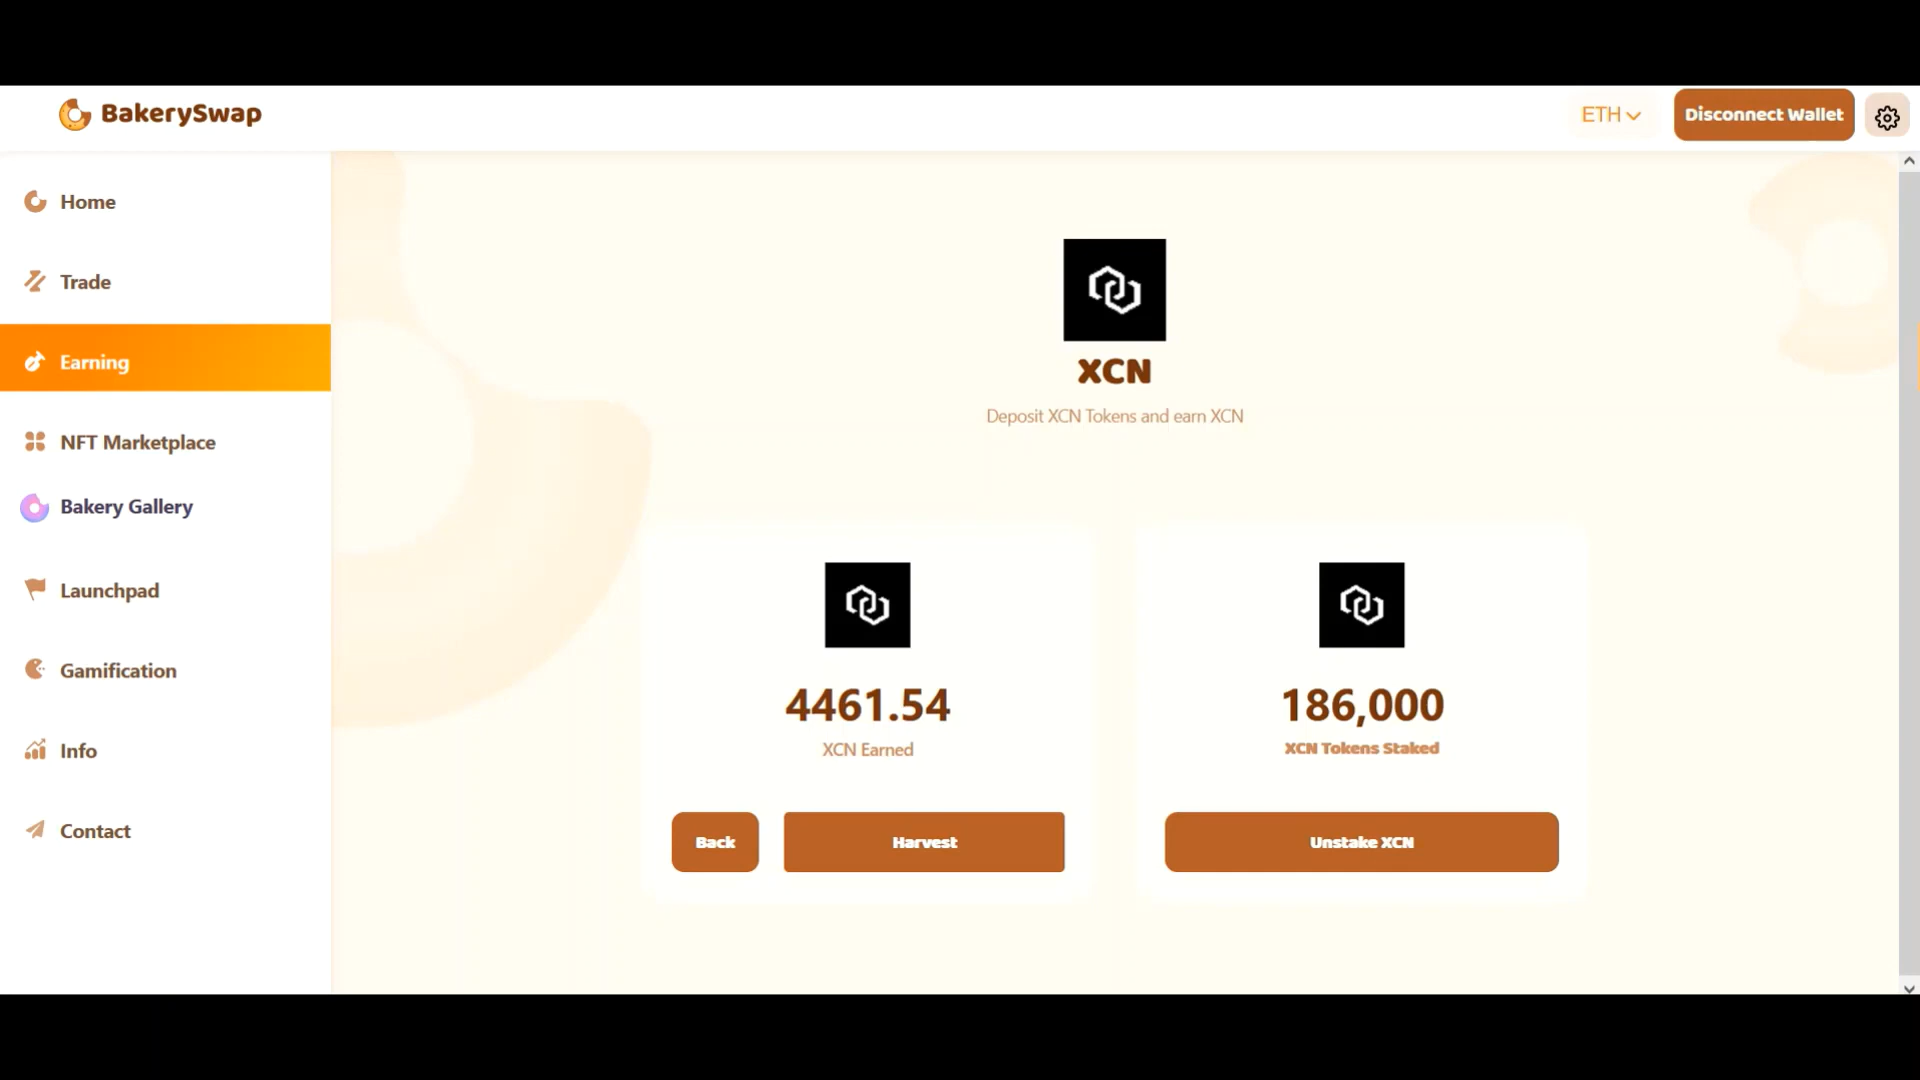 BakerySwap
ETH
Disconnect Wallet
Home
Trade
Earning
NFT Marketplace
Bakery Gallery
Launchpad
Gamification
Info
Contact
XCN
Deposit XCN Tokens and earn XCN
4461.54
XCN Earned
Back
Harvest
186,000
XCN Tokens Staked
Unstake XCN